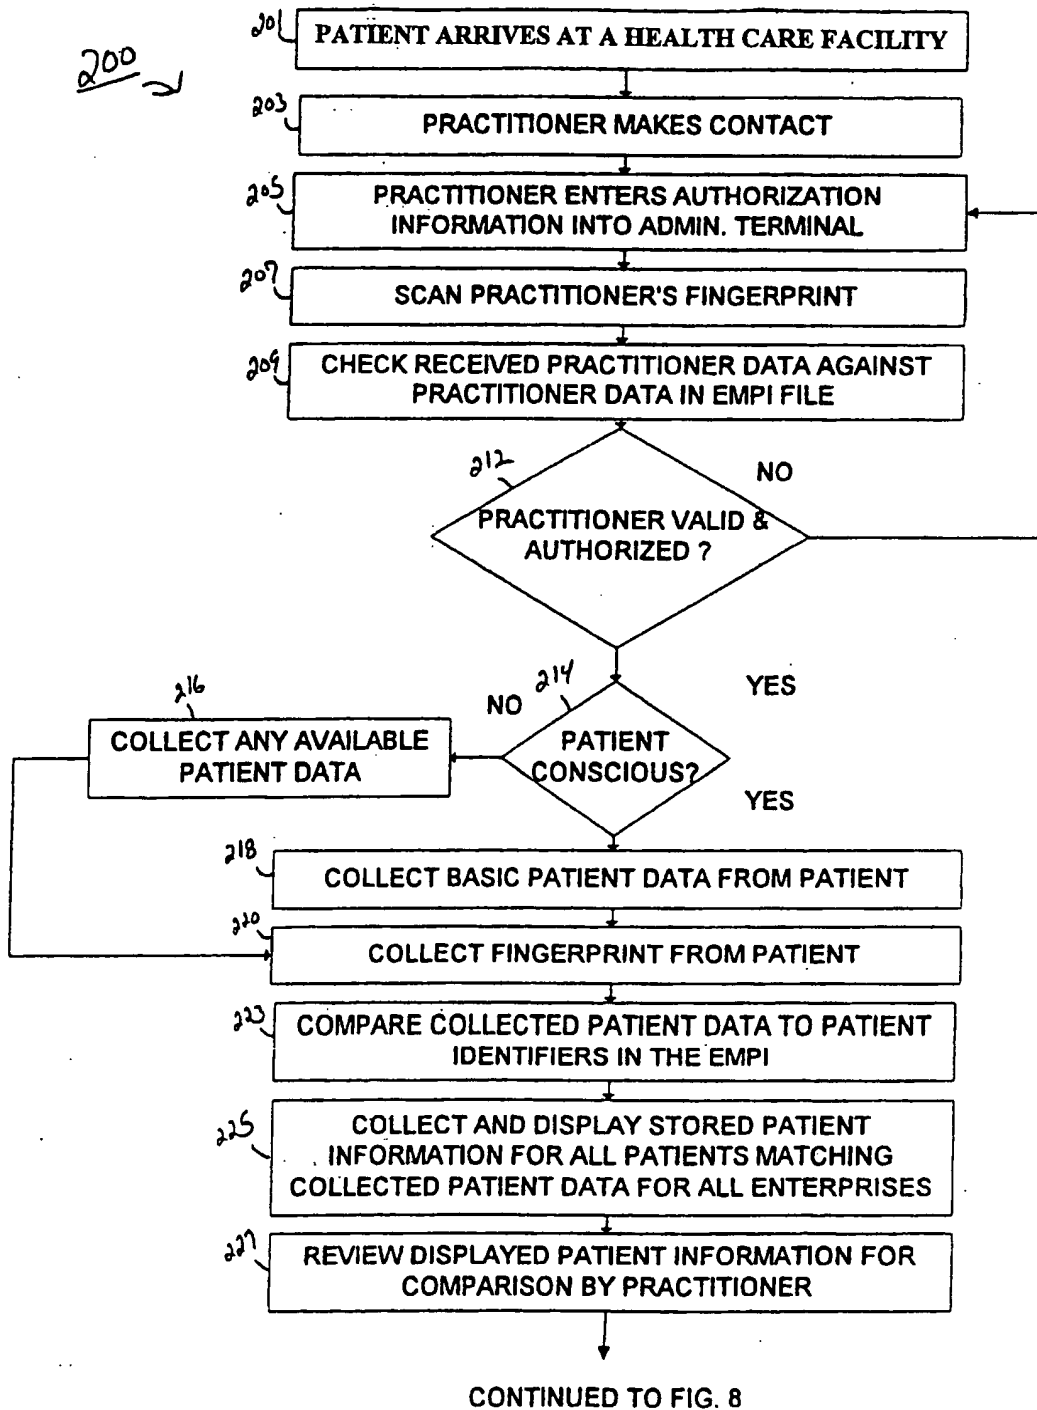 200
201
PATIENT ARRIVES AT A HEALTH CARE FACILITY
203
PRACTITIONER MAKES CONTACT
205
PRACTITIONER ENTERS AUTHORIZATION
INFORMATION INTO ADMIN. TERMINAL
207
SCAN PRACTITIONER'S FINGERPRINT
209
CHECK RECEIVED PRACTITIONER DATA AGAINST
PRACTITIONER DATA IN EMPI FILE
212
NO
PRACTITIONER VALID &
AUTHORIZED ?
YES
214
NO
216
COLLECT ANY AVAILABLE
PATIENT DATA
PATIENT
CONSCIOUS?
YES
218
COLLECT BASIC PATIENT DATA FROM PATIENT
220
COLLECT FINGERPRINT FROM PATIENT
223
COMPARE COLLECTED PATIENT DATA TO PATIENT
IDENTIFIERS IN THE EMPI
225
COLLECT AND DISPLAY STORED PATIENT
INFORMATION FOR ALL PATIENTS MATCHING
COLLECTED PATIENT DATA FOR ALL ENTERPRISES
227
REVIEW DISPLAYED PATIENT INFORMATION FOR
COMPARISON BY PRACTITIONER
CONTINUED TO FIG. 8